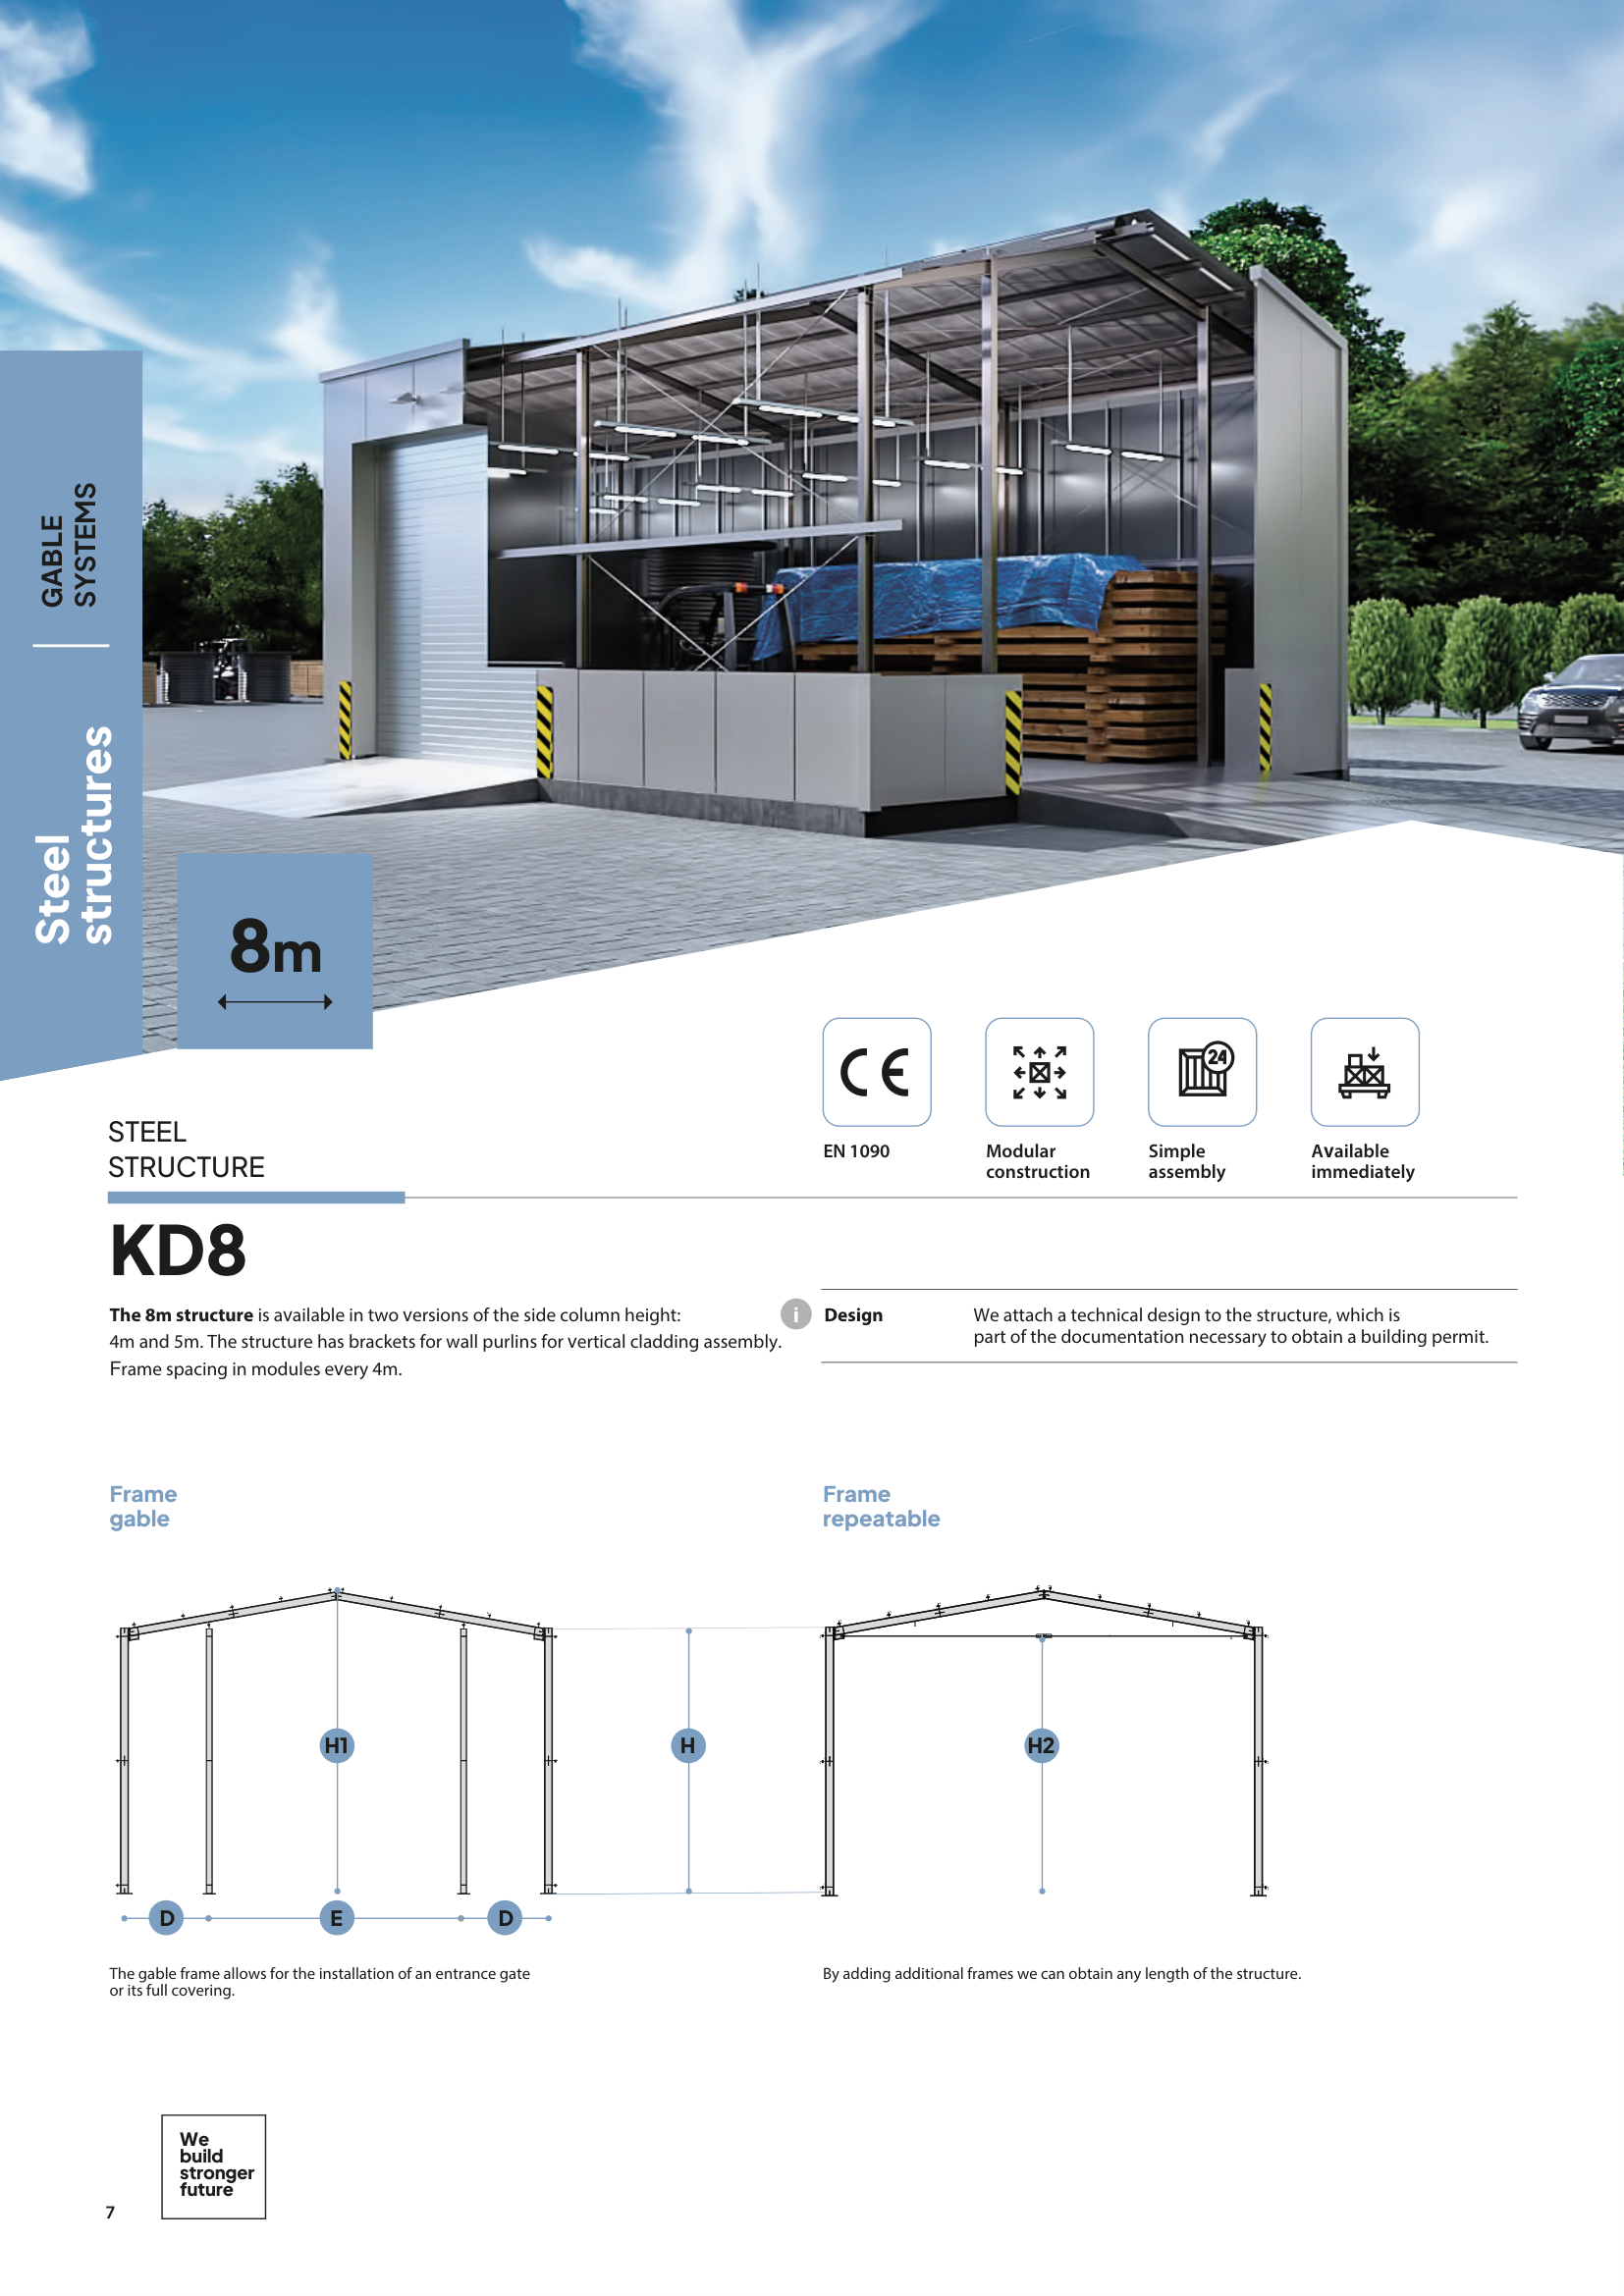 GABLE
SYSTEMS
Steel
structures
8m
CE
24
EN 1090
Modular
construction
Simple
assembly
Available
immediately
STEEL
STRUCTURE
KD8
The 8m structure is available in two versions of the side column height:
4m and 5m. The structure has brackets for wall purlins for vertical cladding assembly.
Frame spacing in modules every 4m.
i
Design
We attach a technical design to the structure, which is
part of the documentation necessary to obtain a building permit.
Frame
gable
Frame
repeatable
H1
H
H2
D
E
D
The gable frame allows for the installation of an entrance gate
or its full covering.
By adding additional frames we can obtain any length of the structure.
We
build
stronger
future
7